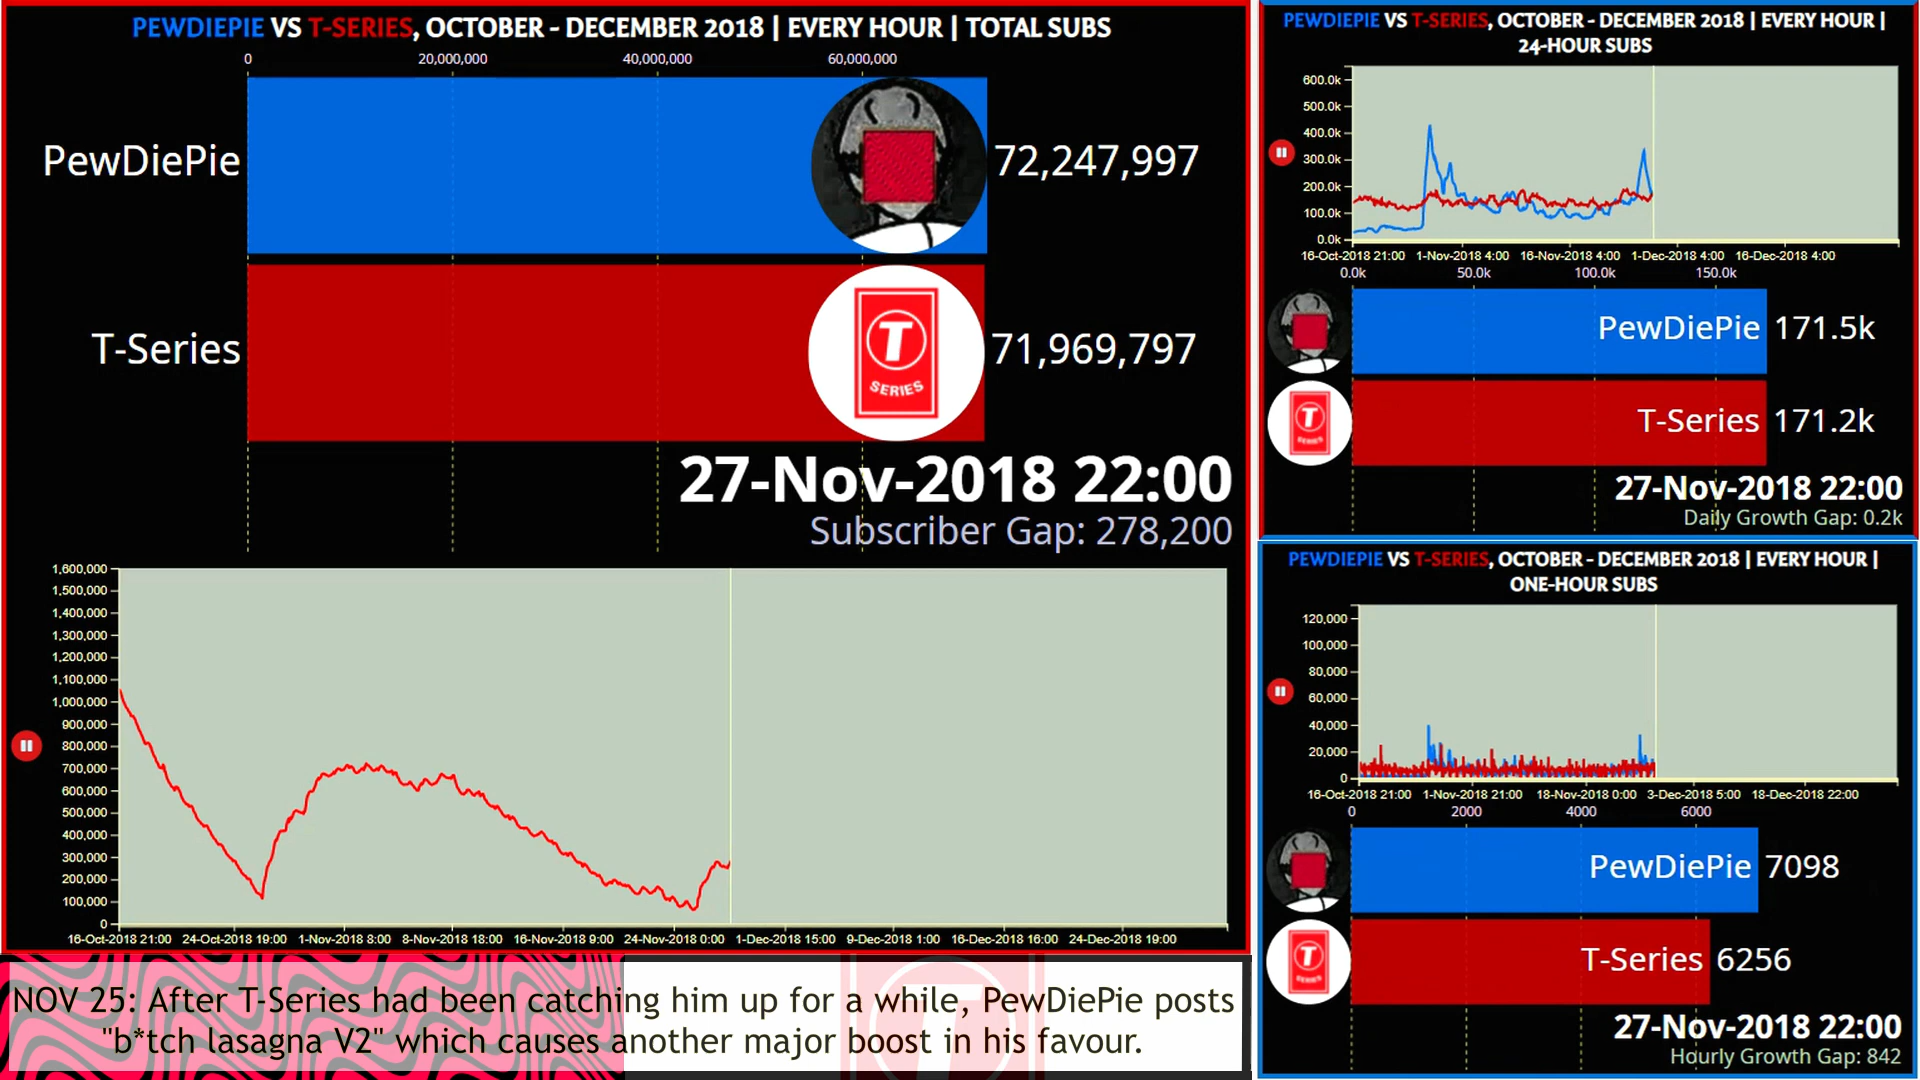 PEWDIEPIE VS T-SERIES, OCTOBER - DECEMBER 2018 | EVERY HOUR | TOTAL SUBS
0 20,000,000 40,000,000 60,000,000
PewDiePie 72,247,997
T-Series T SERIES 71,969,797
27-Nov-2018 22:00
Subscriber Gap: 278,200
1,600,000
1,500,000
1,400,000
1,300,000
1,200,000
1,100,000
1,000,000
900,000
800,000
700,000
600,000
500,000
400,000
300,000
200,000
100,000
0
16-Oct-2018 21:00 24-Oct-2018 19:00 1-Nov-2018 8:00 8-Nov-2018 18:00 16-Nov-2018 9:00 24-Nov-2018 0:00 1-Dec-2018 15:00 9-Dec-2018 1:00 16-Dec-2018 16:00 24-Dec-2018 19:00
NOV 25: After T-Series had been catching him up for a while, PewDiePie posts
"b*tch lasagna V2" which causes another major boost in his favour.
PEWDIEPIE VS T-SERIES, OCTOBER - DECEMBER 2018 | EVERY HOUR |
24-HOUR SUBS
600.0k
500.0k
400.0k
300.0k
200.0k
100.0k
0.0k
16-Oct-2018 21:00 1-Nov-2018 4:00 16-Nov-2018 4:00 1-Dec-2018 4:00 16-Dec-2018 4:00
0.0k 50.0k 100.0k 150.0k
PewDiePie 171.5k
T SERIES T-Series 171.2k
27-Nov-2018 22:00
Daily Growth Gap: 0.2k
PEWDIEPIE VS T-SERIES, OCTOBER - DECEMBER 2018 | EVERY HOUR |
ONE-HOUR SUBS
120,000
100,000
80,000
60,000
40,000
20,000
0
16-Oct-2018 21:00 1-Nov-2018 21:00 18-Nov-2018 0:00 3-Dec-2018 5:00 18-Dec-2018 22:00
0 2000 4000 6000
PewDiePie 7098
T SERIES T-Series 6256
27-Nov-2018 22:00
Hourly Growth Gap: 842